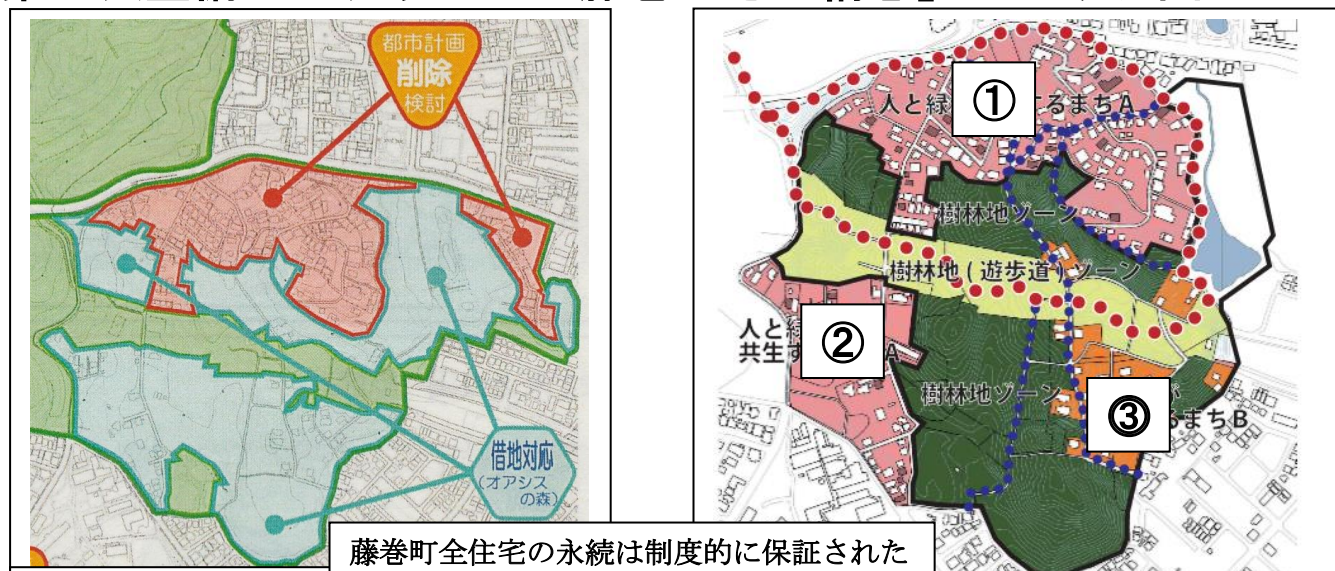 都市計画
削除
検討
借地対応
(オアシス
の森)
①
人と緑
するまちA
樹林地ゾーン
樹林地(遊歩道)ゾーン
人と
共生す
A
②
樹林地ゾーン
が
③
るまちB
藤巻町全住宅の永続は制度的に保証された